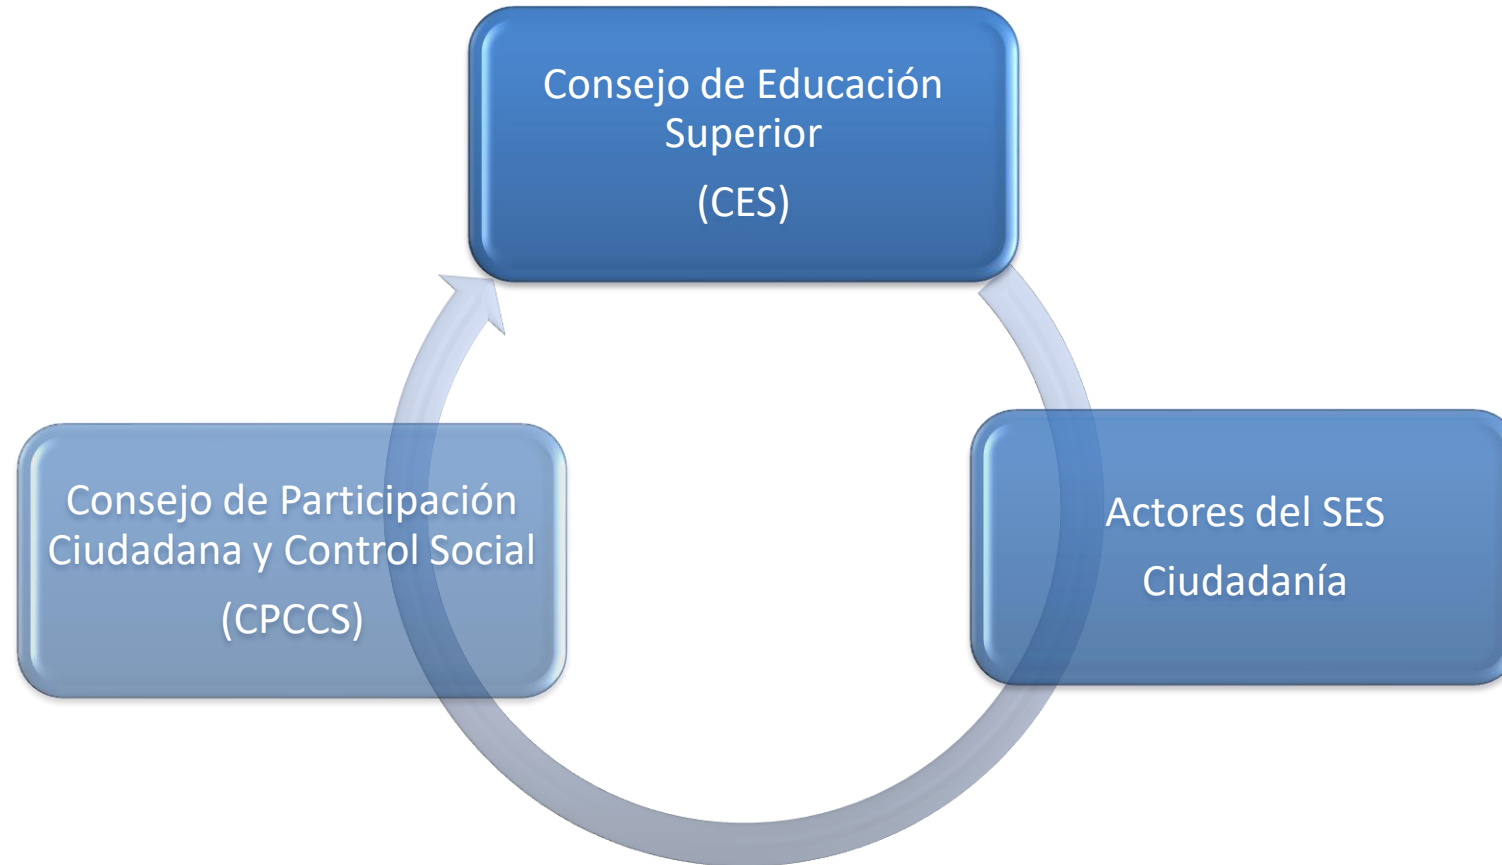 Consejo de Educación
Superior
(CES)
Consejo de Participación
Ciudadana y Control Social
(CPCCS)
Actores del SES
Ciudadanía